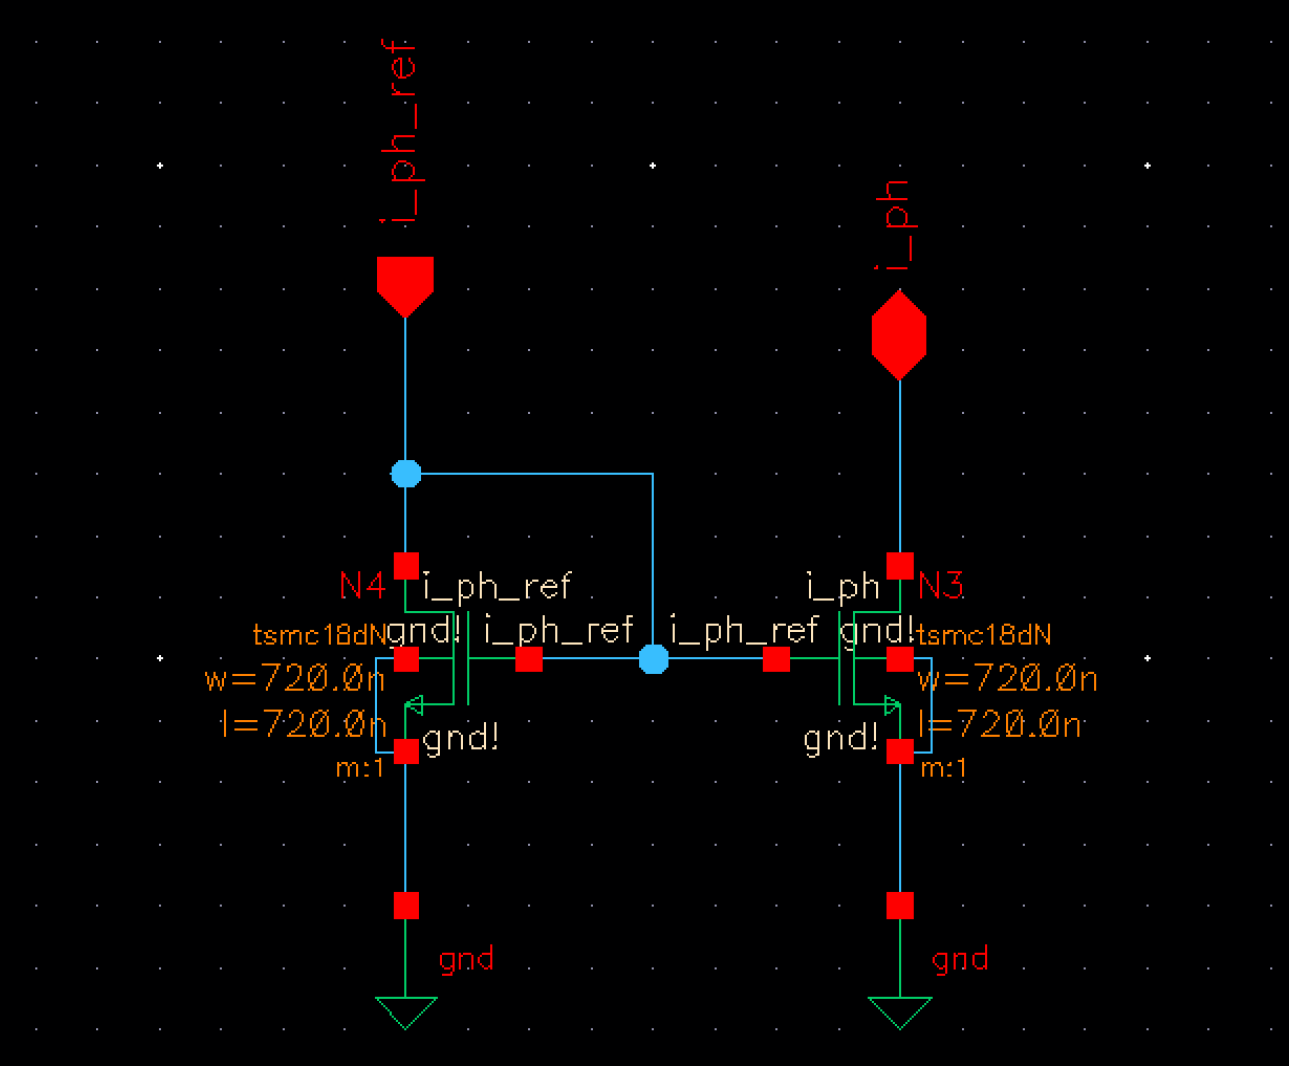 i_ph_ref
i_ph
N4
i_ph_ref
i_ph
N3
tsmc18dN
gnd!
i_ph_ref
i_ph_ref
gnd!
tsmc18dN
w=720.0n
w=720.0n
l=720.0n
l=720.0n
gnd!
gnd!
m:1
m:1
gnd
gnd